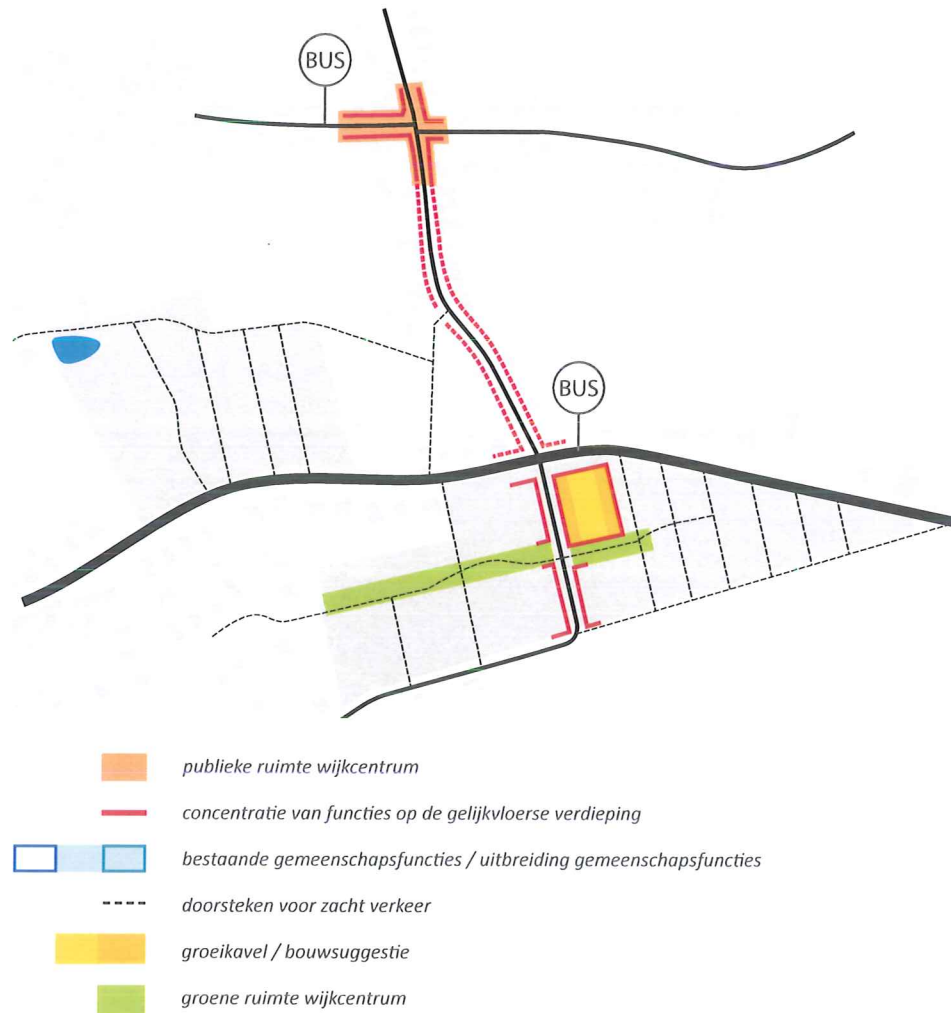 BUS
BUS
publieke ruimte wijkcentrum
concentratie van functies op de gelijkvloerse verdieping
bestaande gemeenschapsfuncties / uitbreiding gemeenschapsfuncties
doorsteken voor zacht verkeer
groeikavel / bouwsuggestie
groene ruimte wijkcentrum